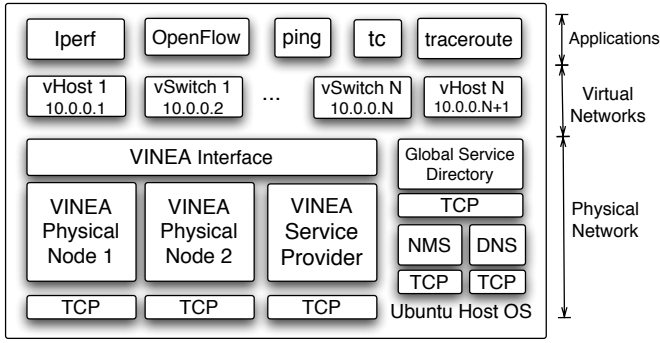 Iperf OpenFlow ping tc traceroute Applications
vHost 1 vSwitch 1 ... vSwitch N vHost N
10.0.0.1 10.0.0.2 10.0.0.N 10.0.0.N+1
Virtual
Networks
VINEA Interface
Global Service
Directory
TCP
VINEA
Physical
Node 1
VINEA
Physical
Node 2
VINEA
Service
Provider
NMS DNS
TCP TCP TCP TCP TCP
Ubuntu Host OS
Physical
Network